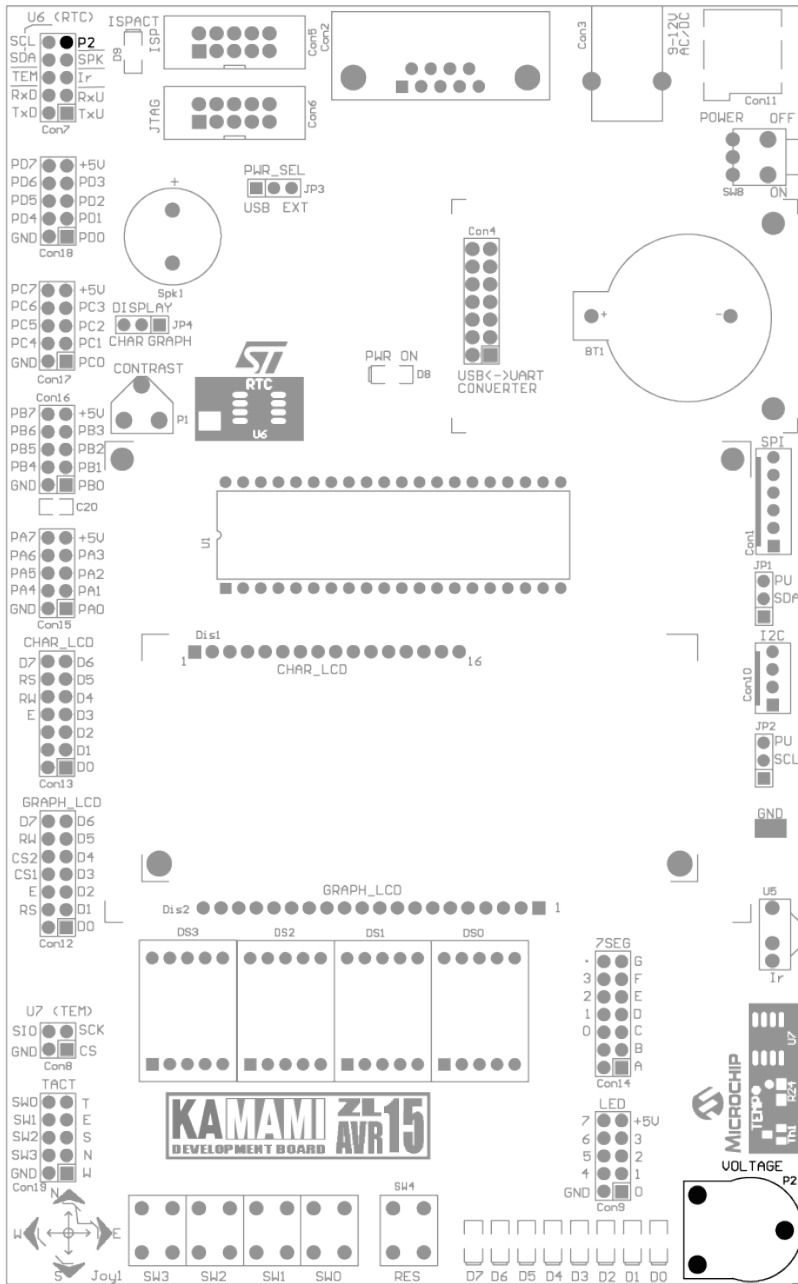 U6 (RTC)
SCL P2
SDA SPK
TEM Ir
RxD RxU
TxD TxU
Con7
ISPACT
D9
ISP
Con5
JTAG
Con6
Con2
Con3
9-12V
AC/DC
Con11
POWER OFF
SW8 ON
PD7 +5V
PD6 PD3
PD5 PD2
PD4 PD1
GND PD0
Con18
+
Spk1
PWR_SEL
JP3
USB EXT
Con4
USB<->UART
CONVERTER
+ -
BT1
PC7 +5V
PC6 PC3
PC5 PC2
PC4 PC1
GND PC0
Con17
DISPLAY
JP4
CHAR GRAPH
CONTRAST
P1
ST
RTC
U6
PWR ON
D8
Con16
PB7 +5V
PB6 PB3
PB5 PB2
PB4 PB1
GND PB0
C20
PA7 +5V
PA6 PA3
PA5 PA2
PA4 PA1
GND PA0
Con15
U1
SPI
Con1
JP1
PU
SDA
I2C
Con10
JP2
PU
SCL
GND
CHAR_LCD
D7 D6
RS D5
RW D4
E D3
D2
D1
D0
Con13
Dis1
1 16
CHAR_LCD
GRAPH_LCD
D7 D6
RW D5
CS2 D4
CS1 D3
E D2
RS D1
D0
Con12
GRAPH_LCD
Dis2 1
DS3 DS2 DS1 DS0
7SEG
. G
3 F
2 E
1 D
0 C
B
A
Con14
U5
Ir
U7 (TEM)
SIO SCK
GND CS
Con8
TACT
SW0 T
SW1 E
SW2 S
SW3 N
GND W
Con19
KAMAMI
DEVELOPMENT BOARD
ZL
AVR
15
LED
7 +5V
6 3
5 2
4 1
GND 0
Con9
MICROCHIP
U7
TEMP
R24
Th1
VOLTAGE
P2
N
W E
S
Joy1
SW3 SW2 SW1 SW0
SW4
RES
D7 D6 D5 D4 D3 D2 D1 D0